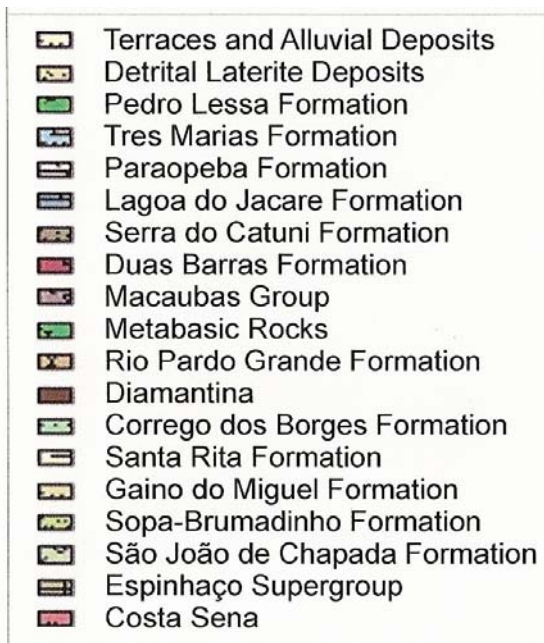 Terraces and Alluvial Deposits
Detrital Laterite Deposits
Pedro Lessa Formation
Tres Marias Formation
Paraopeba Formation
Lagoa do Jacare Formation
Serra do Catuni Formation
Duas Barras Formation
Macaubas Group
Metabasic Rocks
Rio Pardo Grande Formation
Diamantina
Corrego dos Borges Formation
Santa Rita Formation
Gaino do Miguel Formation
Sopa-Brumadinho Formation
São João de Chapada Formation
Espinhaço Supergroup
Costa Sena